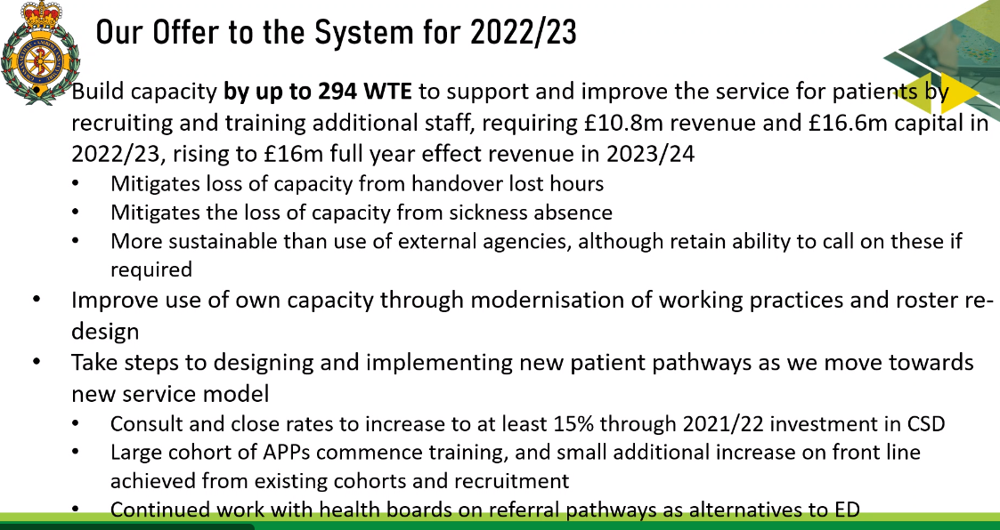 Our Offer to the System for 2022/23
• Build capacity by up to 294 WTE to support and improve the service for patients by
recruiting and training additional staff, requiring £10.8m revenue and £16.6m capital in
2022/23, rising to £16m full year effect revenue in 2023/24
• Mitigates loss of capacity from handover lost hours
• Mitigates the loss of capacity from sickness absence
• More sustainable than use of external agencies, although retain ability to call on these if
required
• Improve use of own capacity through modernisation of working practices and roster re-
design
• Take steps to designing and implementing new patient pathways as we move towards
new service model
• Consult and close rates to increase to at least 15% through 2021/22 investment in CSD
• Large cohort of APPs commence training, and small additional increase on front line
achieved from existing cohorts and recruitment
• Continued work with health boards on referral pathways as alternatives to ED